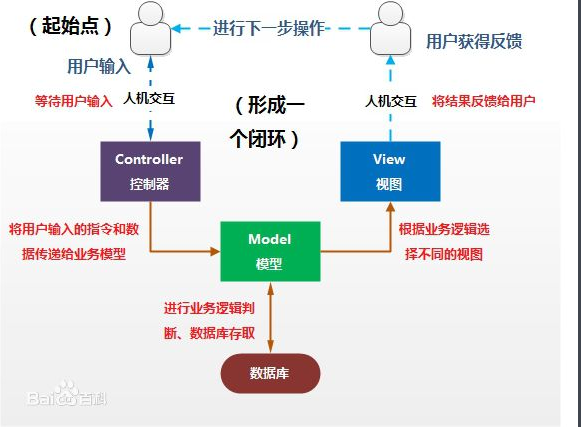 （起始点）
进行下一步操作
用户输入
用户获得反馈
等待用户输入
人机交互
（形成一
个闭环）
人机交互
将结果反馈给用户
Controller
控制器
View
视图
将用户输入的指令和数
据传递给业务模型
Model
模型
根据业务逻辑选
择不同的视图
进行业务逻辑判
断、数据库存取
数据库
Bai百科